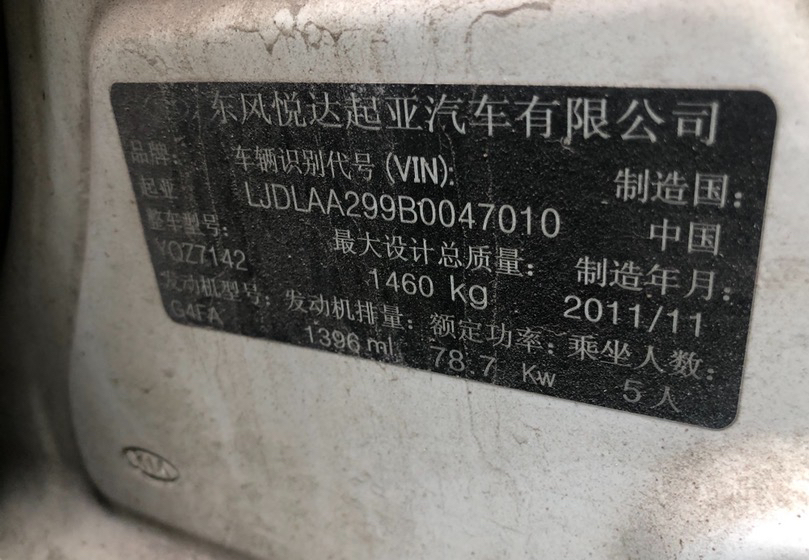 东风悦达起亚汽车有限公司
品牌: 车辆识别代号(VIN): 制造国:
起亚 LJDLAA299B0047010 中国
整车型号: 最大设计总质量: 制造年月:
YQZ7142 1460 kg 2011/11
发动机型号: 发动机排量: 额定功率: 乘坐人数:
G4FA 1396 ml 78.7 Kw 5人
KIA